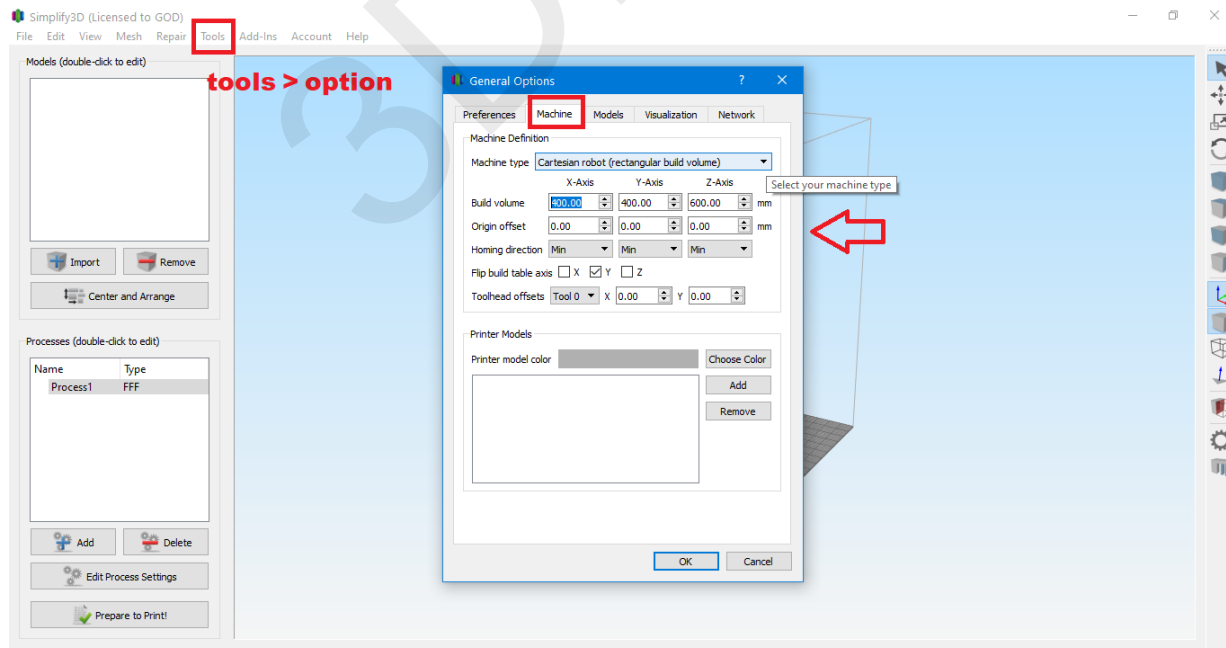 Simplify3D (Licensed to GOD)
File Edit View Mesh Repair Tools Add-Ins Account Help
Models (double-click to edit)
tools > option
Import Remove
Center and Arrange
Processes (double-click to edit)
Name Type
Process1 FFF
Add Delete
Edit Process Settings
Prepare to Print!
General Options ?
Preferences Machine Models Visualization Network
Machine Definition
Machine type Cartesian robot (rectangular build volume)
Select your machine type
X-Axis Y-Axis Z-Axis
Build volume 400.00 400.00 600.00 mm
Origin offset 0.00 0.00 0.00 mm
Homing direction Min Min Min
Flip build table axis X Y Z
Toolhead offsets Tool 0 X 0.00 Y 0.00
Printer Models
Printer model color Choose Color
Add
Remove
OK Cancel